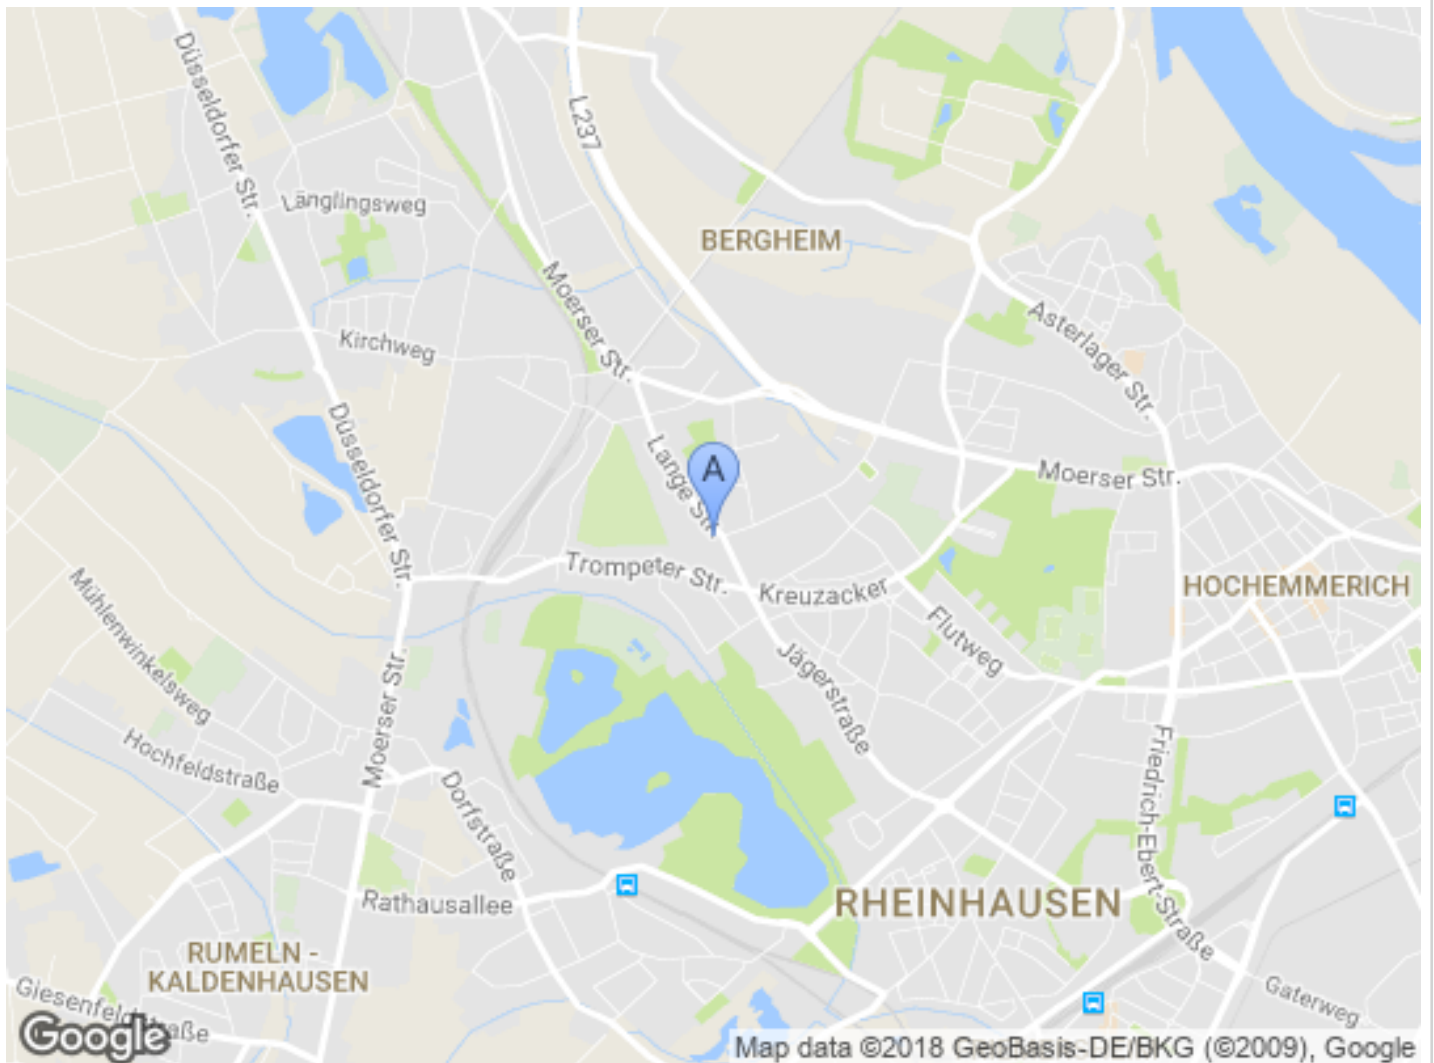 Düsseldorfer Str.
L237
Länglingsweg
BERGHEIM
Moerser Str.
Asterlager Str.
Kirchweg
Düsseldorfer Str.
Lange Str.
A
Moerser Str.
Trompeter Str.
Kreuzacker
HOCHEMMERICH
Mühlenwinkelsweg
Flutweg
Jägerstraße
Moerser Str.
Hochfeldstraße
Friedrich-Ebert-Straße
Dorfstraße
Rathausallee
RHEINHAUSEN
RUMELN -
KALDENHAUSEN
Giesenfeldstraße
Gaterweg
Google
Map data ©2018 GeoBasis-DE/BKG (©2009), Google